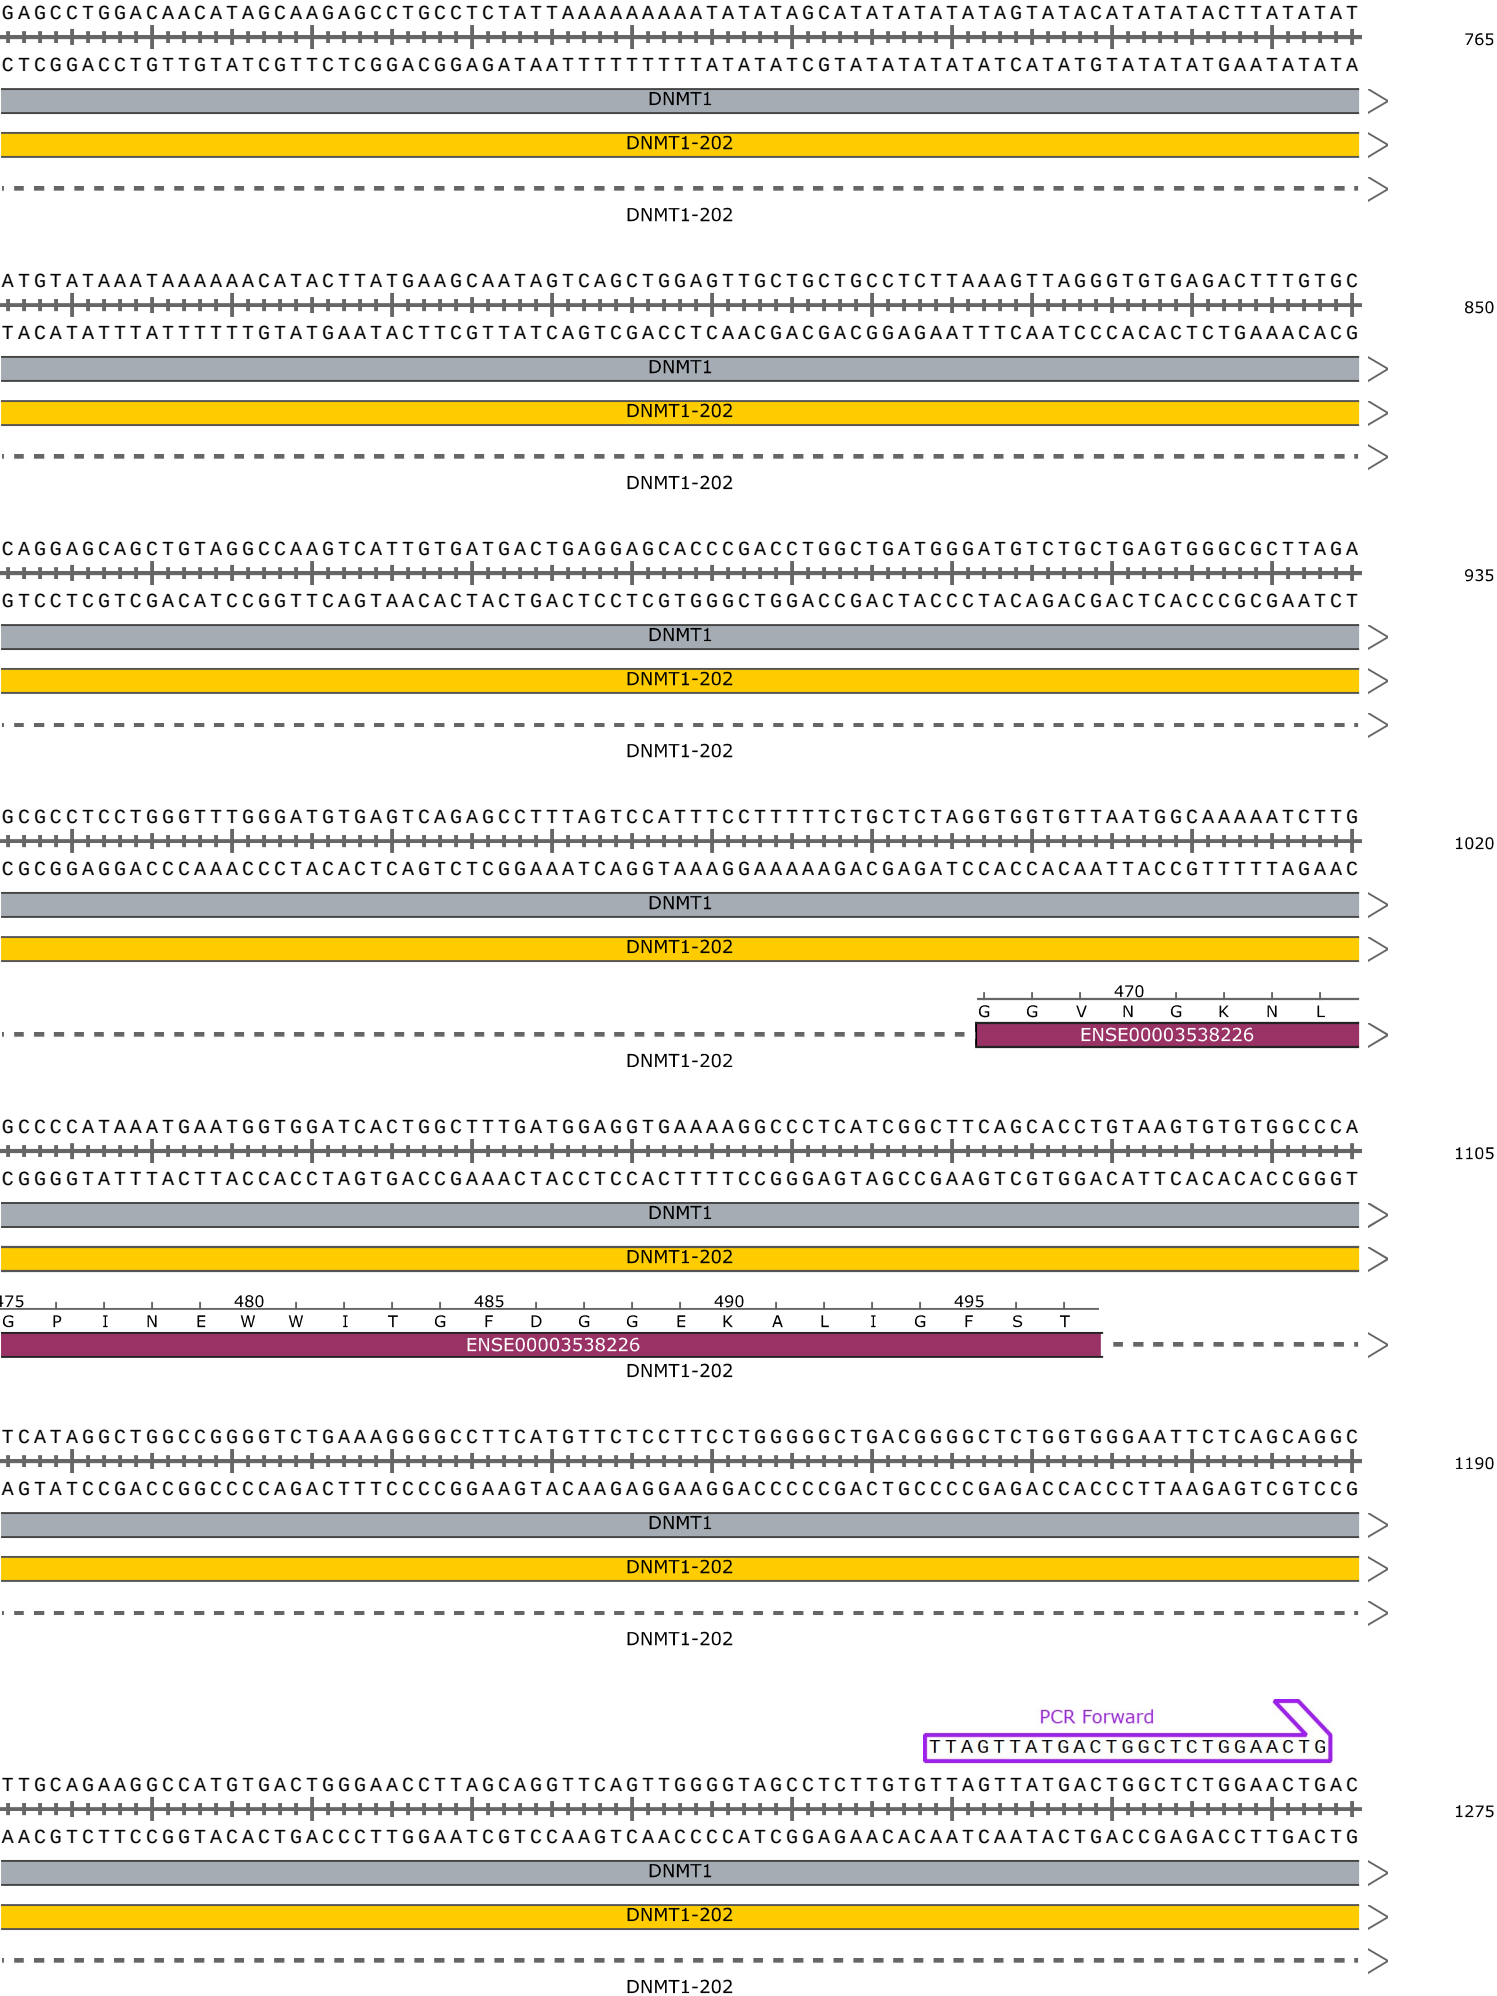 GAGCCTGGACAACATAGCAAGAGCCTGCCTCTATTAAAAAAAAAATATATAGCATATATATATAGTATACATATATACTTATATAT
765
CTCGGACCTGTTGTATCGTTCTCGGACGGAGATAATTTTTTTTTTATATATCGTATATATATATCATATGTATATATGAATATATA
DNMT1
DNMT1-202
DNMT1-202
ATGTATAAATAAAAAACATACTTATGAAGCAATAGTCAGCTGGAGTTGCTGCTGCCTCTTAAAGTTAGGGTGTGAGACTTTGTGC
850
TACATATTTATTTTTTGTATGAATACTTCGTTATCAGTCGACCTCAACGACGACGGAGAATTTCAATCCCACACTCTGAAACACG
DNMT1
DNMT1-202
DNMT1-202
CAGGAGCAGCTGTAGGCCAAGTCATTGTGATGACTGAGGAGCACCCGACCTGGCTGATGGGATGTCTGCTGAGTGGGCGCTTAGA
935
GTCCTCGTCGACATCCGGTTCAGTAACACTACTGACTCCTCGTGGGCTGGACCGACTACCCTACAGACGACTCACCCGCGAATCT
DNMT1
DNMT1-202
DNMT1-202
GCGCCTCCTGGGTTTGGGATGTGAGTCAGAGCCTTTAGTCCATTTCCTTTTTCTGCTCTAGGTGGTGTTAATGGCAAAAATCTTG
1020
CGCGGAGGACCCAAACCCTACACTCAGTCTCGGAAATCAGGTAAAGGAAAAAGACGAGATCCACCACAATTACCGTTTTTAGAAC
DNMT1
DNMT1-202
470
G G V N G K N L
ENSE00003538226
DNMT1-202
GCCCCATAAATGAATGGTGGATCACTGGCTTTGATGGAGGTGAAAAGGCCCTCATCGGCTTCAGCACCTGTAAGTGTGTGGCCCA
1105
CGGGGTATTTACTTACCACCTAGTGACCGAAACTACCTCCACTTTTCCGGGAGTAGCCGAAGTCGTGGACATTCACACACCGGGT
DNMT1
DNMT1-202
475 480 485 490 495
G P I N E W W I T G F D G G E K A L I G F S T
ENSE00003538226
DNMT1-202
TCATAGGCTGGCCGGGGTCTGAAAGGGGCCTTCATGTTCTCCTTCCTGGGGGCTGACGGGGCTCTGGTGGGAATTCTCAGCAGGC
1190
AGTATCCGACCGGCCCCAGACTTTCCCCGGAAGTACAAGAGGAAGGACCCCCGACTGCCCCGAGACCACCCTTAAGAGTCGTCCG
DNMT1
DNMT1-202
DNMT1-202
PCR Forward
TTAGTTATGACTGGCTCTGGAACTG
TTGCAGAAGGCCATGTGACTGGGAACCTTAGCAGGTTCAGTTGGGGTAGCCTCTTGTGTTAGTTATGACTGGCTCTGGAACTGAC
1275
AACGTCTTCCGGTACACTGACCCTTGGAATCGTCCAAGTCAACCCCATCGGAGAACACAATCAATACTGACCGAGACCTTGACTG
DNMT1
DNMT1-202
DNMT1-202